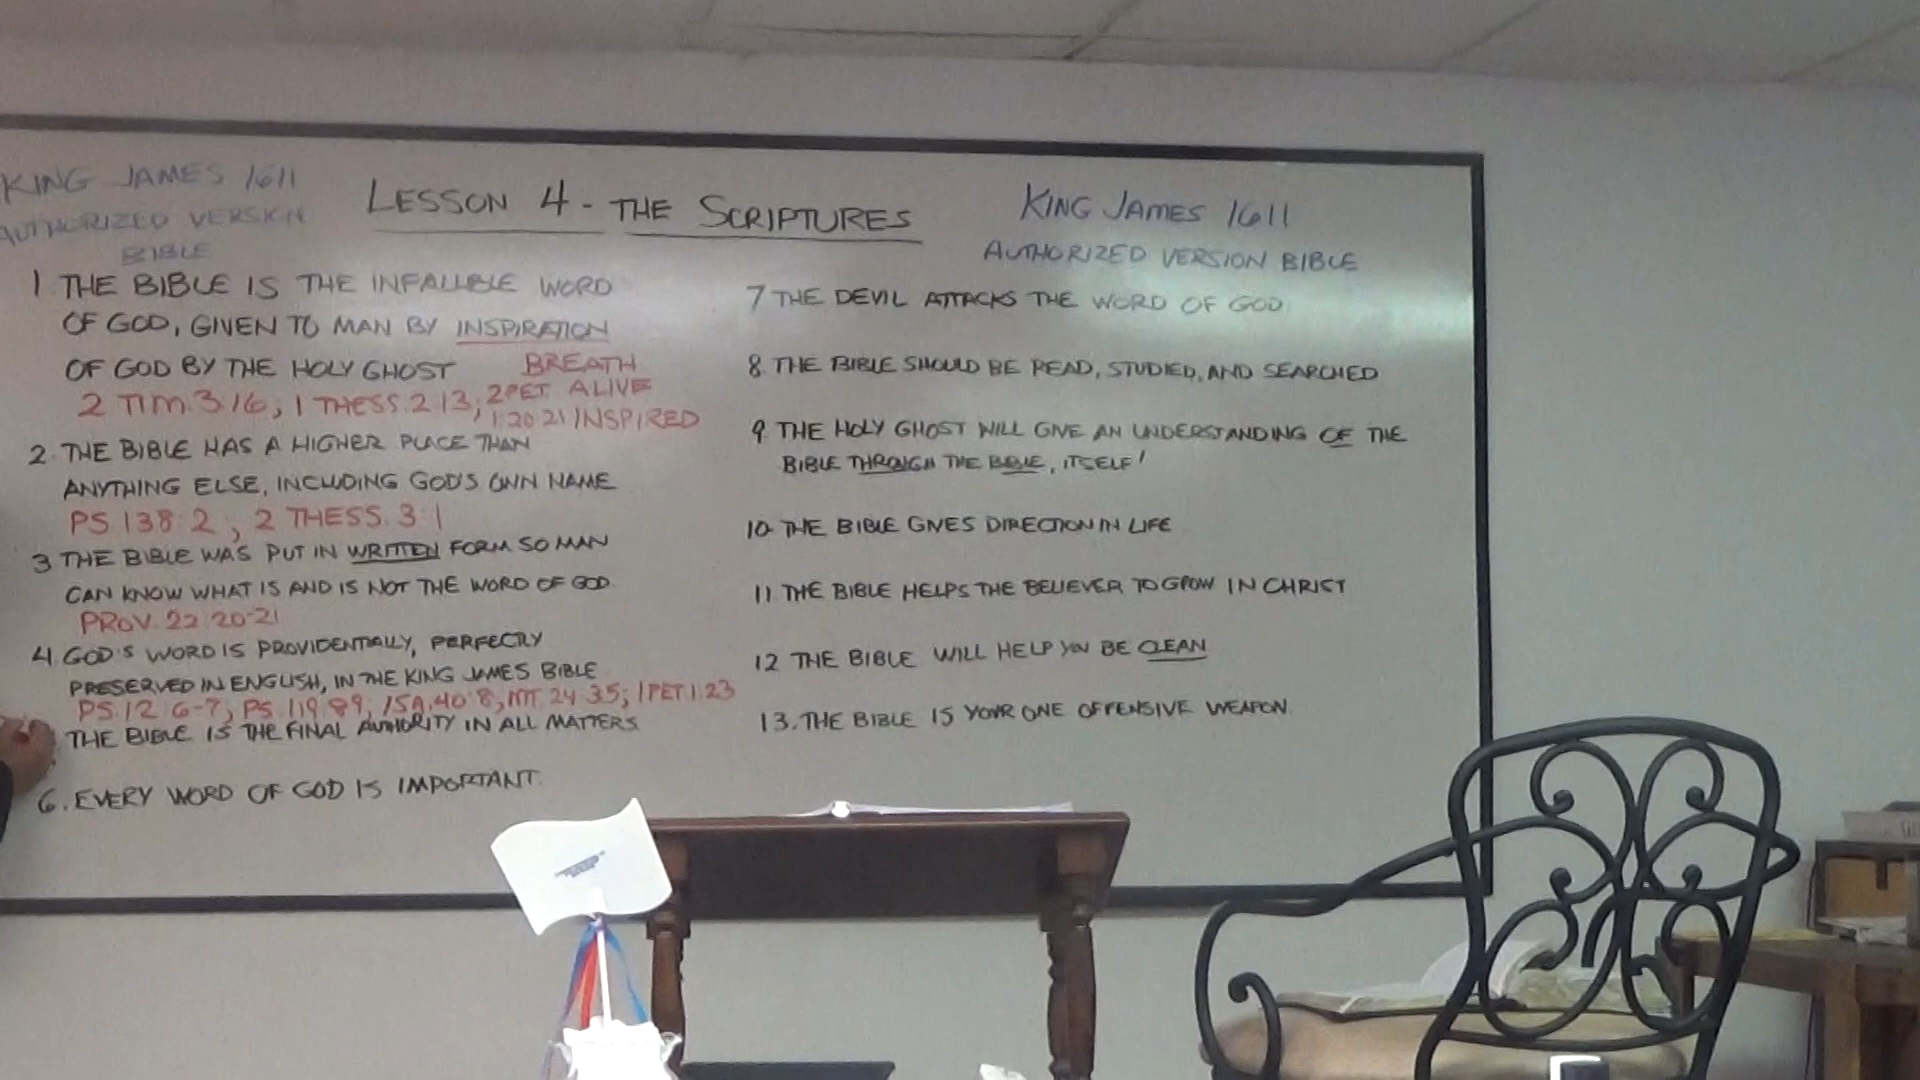 KING JAMES 1611
AUTHORIZED VERSION
BIBLE
LESSON 4 - THE SCRIPTURES
KING JAMES 1611
AUTHORIZED VERSION BIBLE
1 THE BIBLE IS THE INFALLIBLE WORD
OF GOD, GIVEN TO MAN BY INSPIRATION
OF GOD BY THE HOLY GHOST BREATH
2 TIM. 3:16; 1 THESS. 2:13; 2 PET. ALIVE
1:20-21 INSPIRED
2. THE BIBLE HAS A HIGHER PLACE THAN
ANYTHING ELSE, INCLUDING GOD'S OWN NAME
PS. 138:2; 2 THESS. 3:1
3 THE BIBLE WAS PUT IN WRITTEN FORM SO MAN
CAN KNOW WHAT IS AND IS NOT THE WORD OF GOD
PROV. 22:20-21
4. GOD'S WORD IS PROVIDENTIALLY, PERFECTLY
PRESERVED IN ENGLISH, IN THE KING JAMES BIBLE
PS. 12:6-7; PS. 119:89; ISA. 40:8; MT. 24:35; 1 PET. 1:23
THE BIBLE IS THE FINAL AUTHORITY IN ALL MATTERS
6. EVERY WORD OF GOD IS IMPORTANT.
7 THE DEVIL ATTACKS THE WORD OF GOD
8. THE BIBLE SHOULD BE READ, STUDIED, AND SEARCHED
9. THE HOLY GHOST WILL GIVE AN UNDERSTANDING OF THE
BIBLE THROUGH THE BIBLE, ITSELF!
10. THE BIBLE GIVES DIRECTION IN LIFE
11 THE BIBLE HELPS THE BELIEVER TO GROW IN CHRIST
12 THE BIBLE WILL HELP YOU BE CLEAN
13. THE BIBLE IS YOUR ONE OFFENSIVE WEAPON